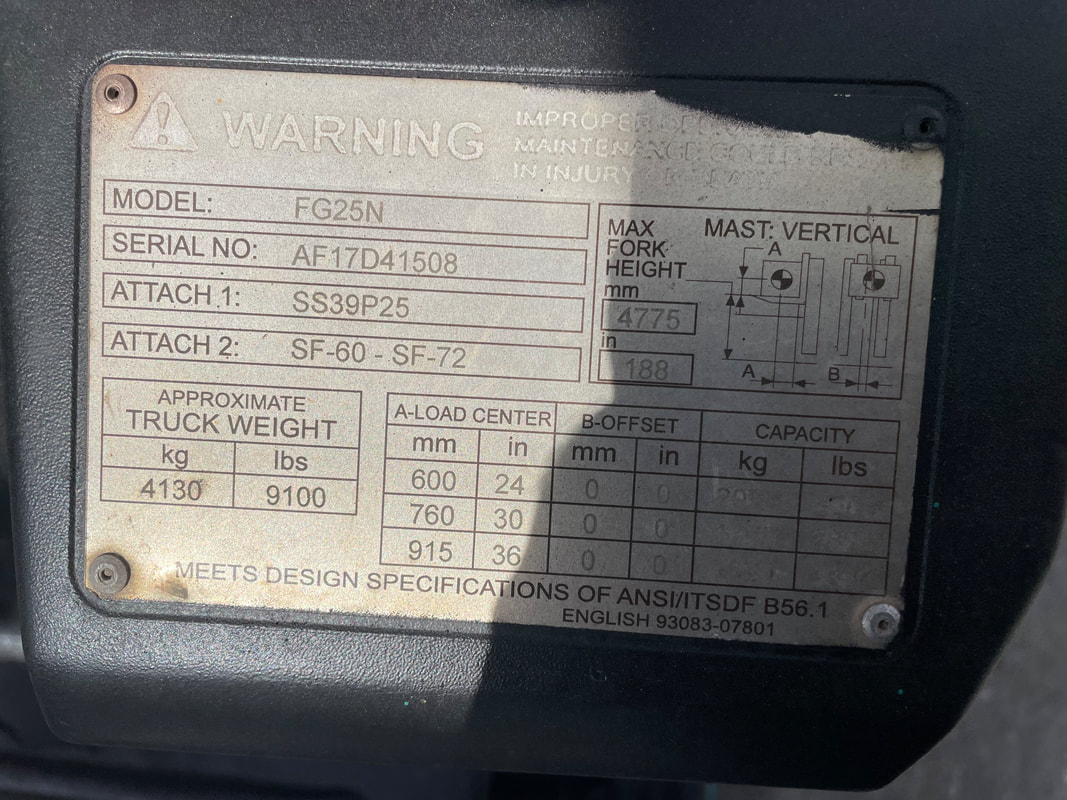 WARNING
IMPROPER
MAINTENANCE COULD
IN INJURY
MODEL: FG25N
SERIAL NO: AF17D41508
ATTACH 1: SS39P25
ATTACH 2: SF-60 - SF-72
MAX FORK HEIGHT
MAST: VERTICAL
A
mm
4775
in
188
A B
APPROXIMATE
TRUCK WEIGHT
kg lbs
4130 9100
A-LOAD CENTER B-OFFSET CAPACITY
mm in mm in kg lbs
600 24 0 0
760 30 0 0
915 36 0 0
MEETS DESIGN SPECIFICATIONS OF ANSI/ITSDF B56.1
ENGLISH 93083-07801